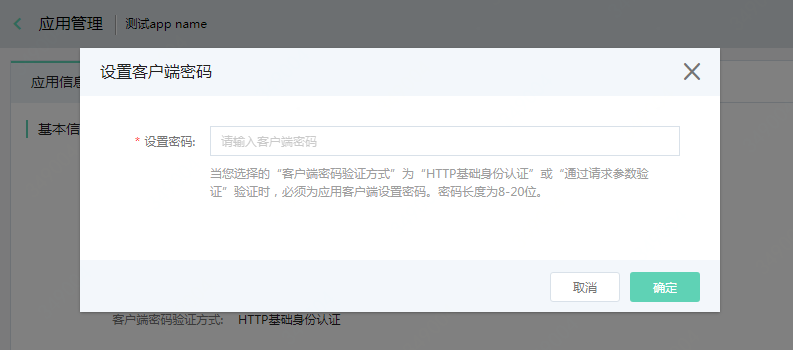 应用管理 测试app name
设置客户端密码
应用信息
基本信
* 设置密码: 请输入客户端密码
当您选择的“客户端密码验证方式”为“HTTP基础身份认证”或“通过请求参数验
证”验证时，必须为应用客户端设置密码。密码长度为8-20位。
取消 确定
客户端密码验证方式: HTTP基础身份认证